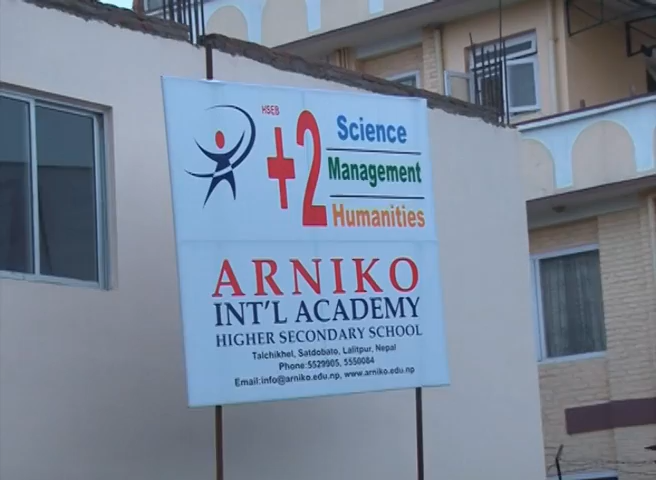 HSEB
+2
Science
Management
Humanities
ARNIKO
INT'L ACADEMY
HIGHER SECONDARY SCHOOL
Talchikhel, Satdobato, Lalitpur, Nepal
Phone:5529905, 5550084
Email:info@arniko.edu.np, www.arniko.edu.np